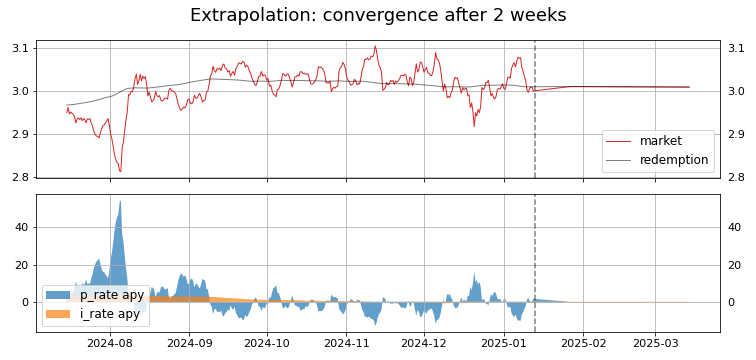 Extrapolation: convergence after 2 weeks
3.1 3.1
3.0 3.0
2.9 2.9
2.8 2.8
market
redemption
40 40
20 20
0 0
p_rate apy
i_rate apy
2024-08 2024-09 2024-10 2024-11 2024-12 2025-01 2025-02 2025-03